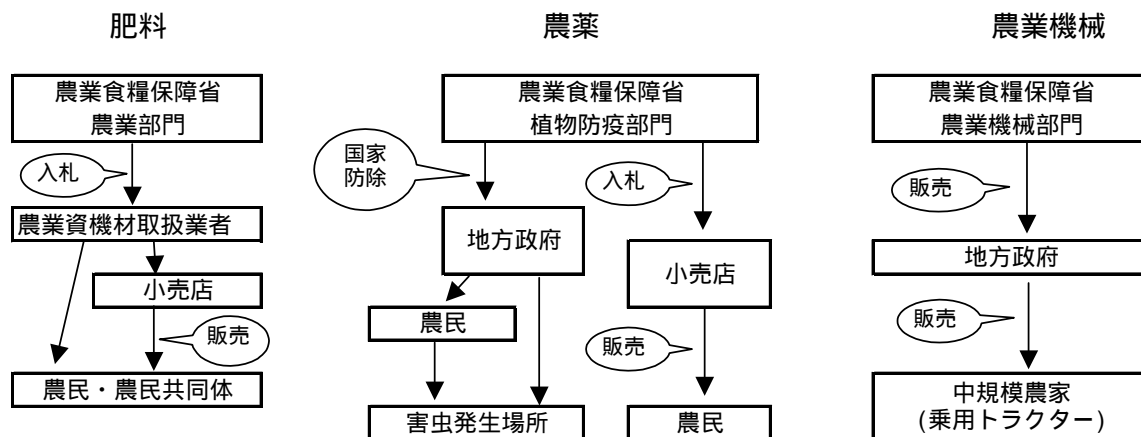 肥料
農業食糧保障省
農業部門
入札
農業資機材取扱業者
小売店
販売
農民・農民共同体
農薬
農業食糧保障省
植物防疫部門
国家
防除
入札
地方政府
小売店
農民
販売
害虫発生場所
農民
農業機械
農業食糧保障省
農業機械部門
販売
地方政府
販売
中規模農家
(乗用トラクター)